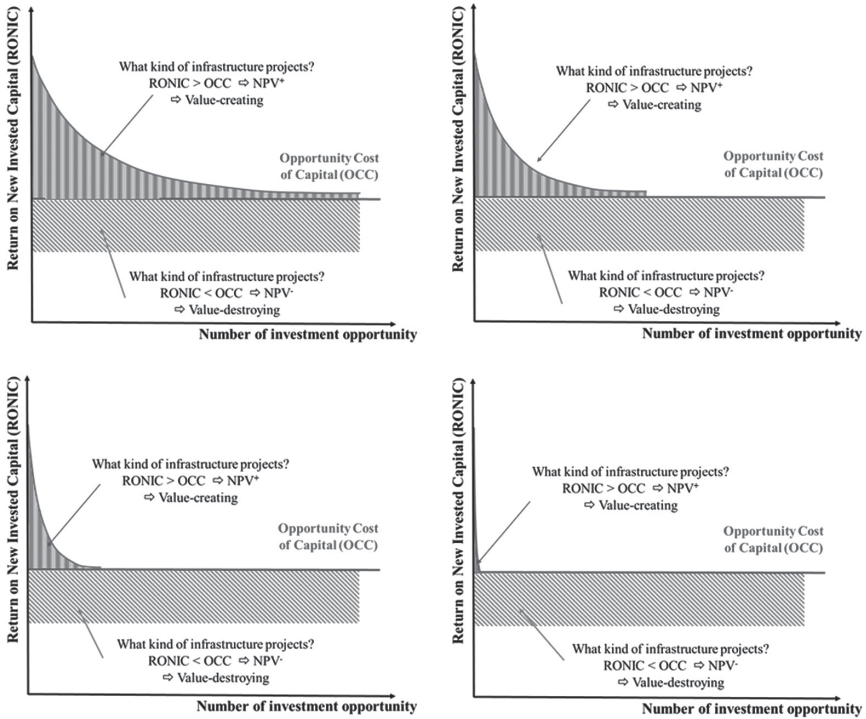 Return on New Invested Capital (RONIC)
What kind of infrastructure projects?
RONIC > OCC ⇨ NPV⁺
⇨ Value-creating
Opportunity Cost
of Capital (OCC)
What kind of infrastructure projects?
RONIC < OCC ⇨ NPV⁻
⇨ Value-destroying
Number of investment opportunity
Return on New Invested Capital (RONIC)
What kind of infrastructure projects?
RONIC > OCC ⇨ NPV⁺
⇨ Value-creating
Opportunity Cost
of Capital (OCC)
What kind of infrastructure projects?
RONIC < OCC ⇨ NPV⁻
⇨ Value-destroying
Number of investment opportunity
Return on New Invested Capital (RONIC)
What kind of infrastructure projects?
RONIC > OCC ⇨ NPV⁺
⇨ Value-creating
Opportunity Cost
of Capital (OCC)
What kind of infrastructure projects?
RONIC < OCC ⇨ NPV⁻
⇨ Value-destroying
Number of investment opportunity
Return on New Invested Capital (RONIC)
What kind of infrastructure projects?
RONIC > OCC ⇨ NPV⁺
⇨ Value-creating
Opportunity Cost
of Capital (OCC)
What kind of infrastructure projects?
RONIC < OCC ⇨ NPV⁻
⇨ Value-destroying
Number of investment opportunity